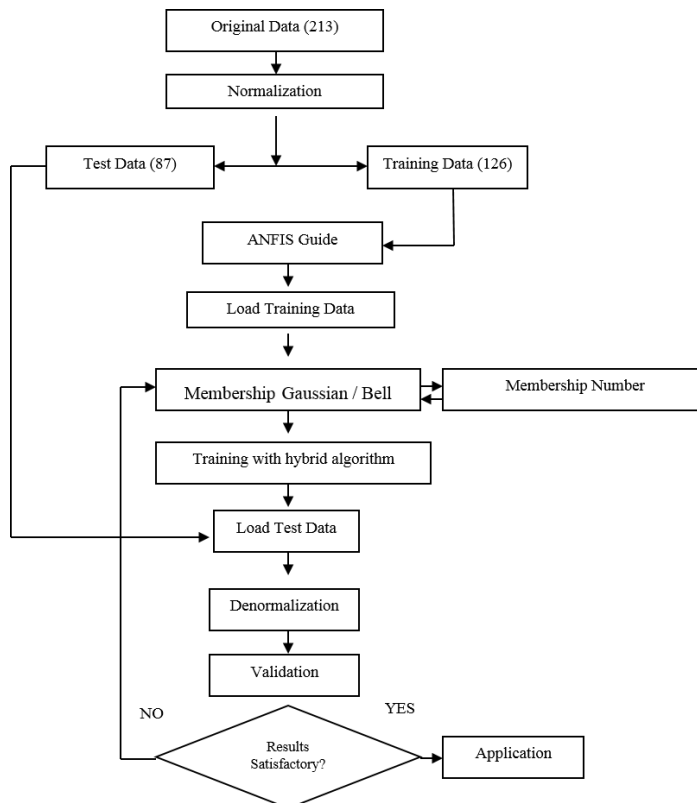 Original Data (213)
Normalization
Test Data (87)
Training Data (126)
ANFIS Guide
Load Training Data
Membership Gaussian / Bell
Membership Number
Training with hybrid algorithm
Load Test Data
Denormalization
Validation
NO
YES
Results
Satisfactory?
Application